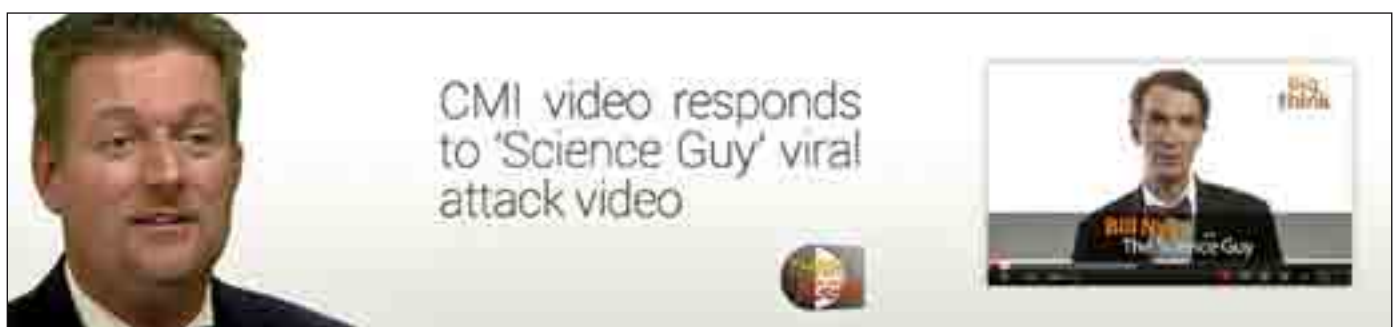 CMI video responds
to ‘Science Guy’ viral
attack video
Big
think
Bill Nye
The Science Guy